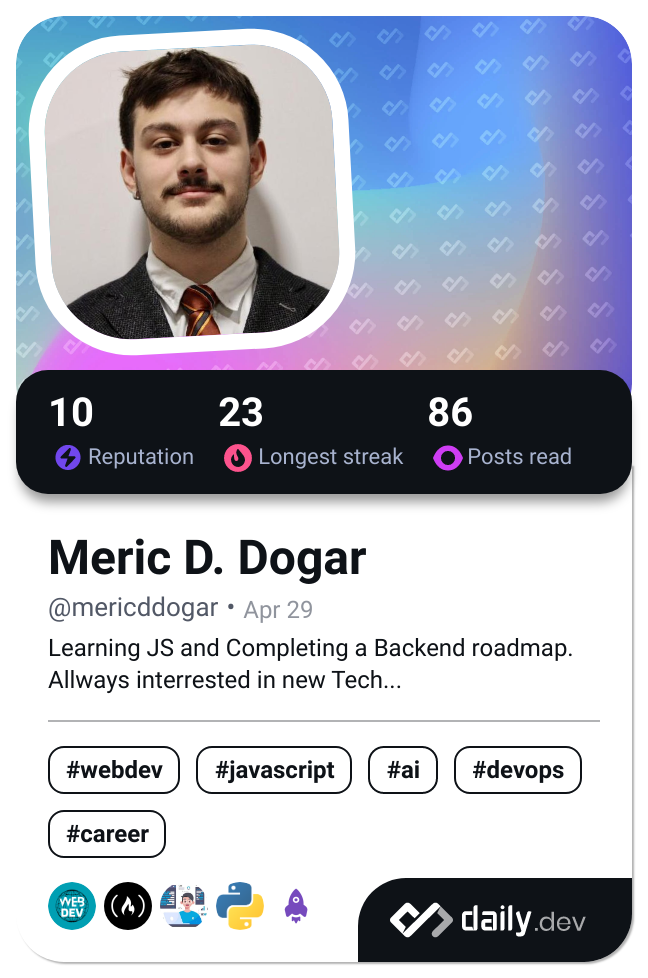 10 23 86
Reputation Longest streak Posts read
Meric D. Dogar
@mericddogar • Apr 29
Learning JS and Completing a Backend roadmap.
Allways interrested in new Tech...
#webdev #javascript #ai #devops
#career
WEB
DEV
daily.dev